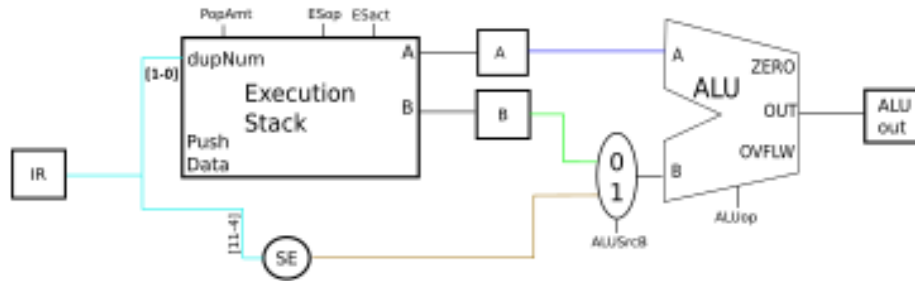 PopAmt ESop ESact
dupNum
[1-0]
Execution
Stack
Push
Data
A
B
A
B
IR
[11-4]
SE
0
1
ALUSrcB
A
B
ALU
ZERO
OUT
OVFLW
ALUop
ALU
out